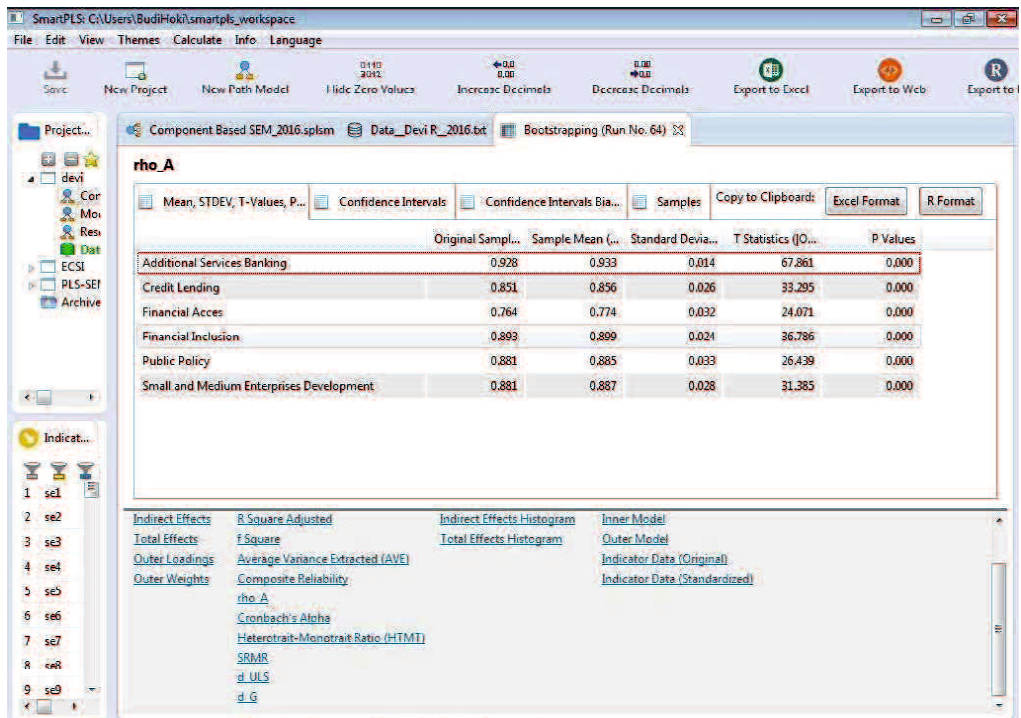 SmartPLS: C:\Users\BudiHoki\smartpls_workspace
File Edit View Themes Calculate Info Language
Save New Project New Path Model Hide Zero Values Increase Decimals Decrease Decimals Export to Excel Export to Web Export to
Project... Component Based SEM_2016.splsm Data__Devi R__2016.txt Bootstrapping (Run No. 64)
devi
Cor
Mo
Res
Dat
ECSI
PLS-SEM
Archive
rho_A
Mean, STDEV, T-Values, P... Confidence Intervals Confidence Intervals Bia... Samples Copy to Clipboard: Excel Format R Format
Original Sampl... Sample Mean (... Standard Devia... T Statistics (|O... P Values
Additional Services Banking 0.928 0.933 0.014 67.861 0.000
Credit Lending 0.851 0.856 0.026 33.295 0.000
Financial Acces 0.764 0.774 0.032 24.071 0.000
Financial Inclusion 0.893 0.899 0.024 36.786 0.000
Public Policy 0.881 0.885 0.033 26.439 0.000
Small and Medium Enterprises Development 0.881 0.887 0.028 31.385 0.000
Indicat...
1 se1
2 se2
3 se3
4 se4
5 se5
6 se6
7 se7
8 se8
9 se9
Indirect Effects R Square Adjusted Indirect Effects Histogram Inner Model
Total Effects f Square Total Effects Histogram Outer Model
Outer Loadings Average Variance Extracted (AVE) Indicator Data (Original)
Outer Weights Composite Reliability Indicator Data (Standardized)
rho_A
Cronbach's Alpha
Heterotrait-Monotrait Ratio (HTMT)
SRMR
d_ULS
d_G